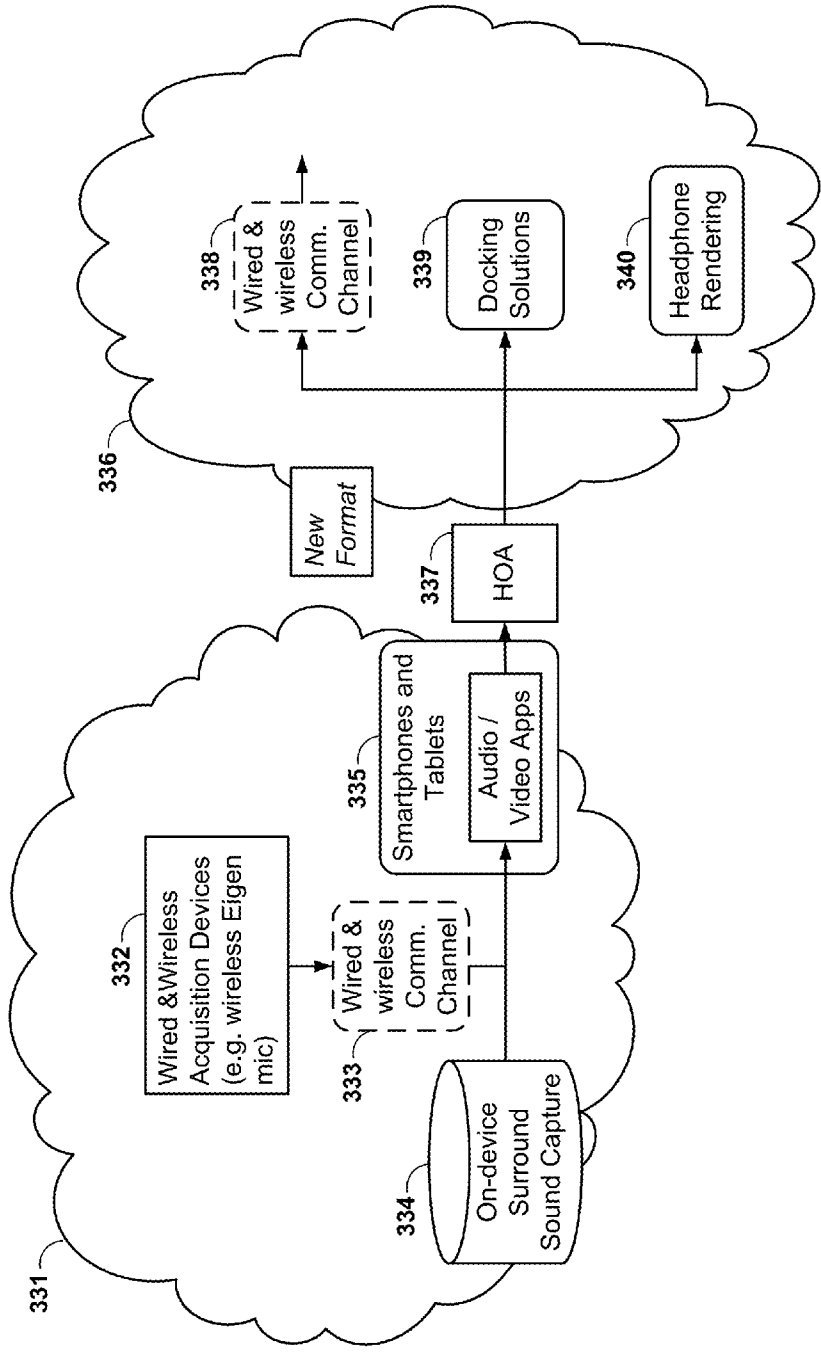 331
332
Wired &Wireless
Acquisition Devices
(e.g. wireless Eigen
mic)
333
Wired &
wireless
Comm.
Channel
334
On-device
Surround
Sound Capture
335
Smartphones and
Tablets
Audio /
Video Apps
New
Format
337
HOA
336
338
Wired &
wireless
Comm.
Channel
339
Docking
Solutions
340
Headphone
Rendering